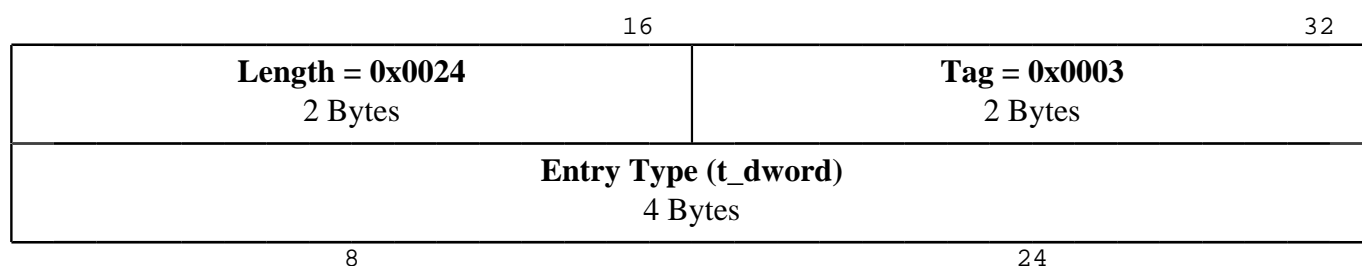 16 32
Length = 0x0024 Tag = 0x0003
2 Bytes 2 Bytes
Entry Type (t_dword)
4 Bytes
8 24